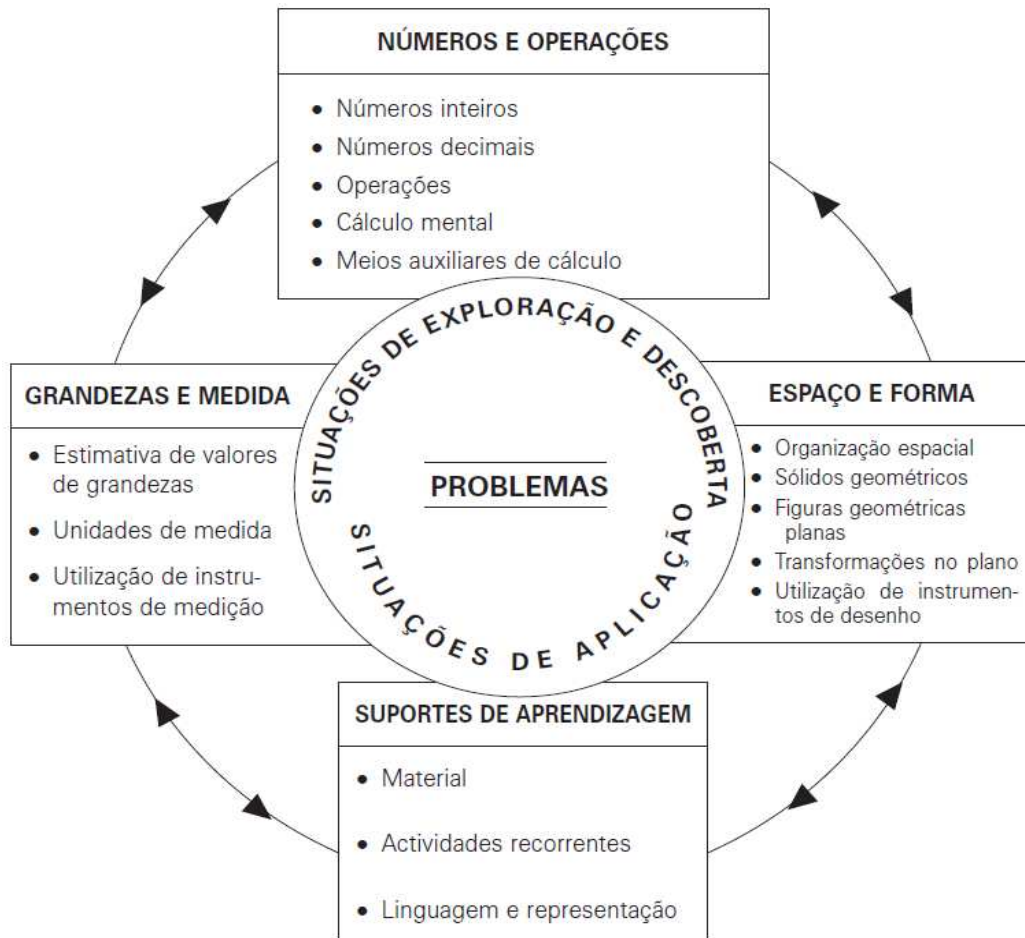 NÚMEROS E OPERAÇÕES
• Números inteiros
• Números decimais
• Operações
• Cálculo mental
• Meios auxiliares de cálculo
GRANDEZAS E MEDIDA
• Estimativa de valores
de grandezas
• Unidades de medida
• Utilização de instru-
mentos de medição
SITUAÇÕES DE EXPLORAÇÃO E DESCOBERTA
PROBLEMAS
SITUAÇÕES DE APLICAÇÃO
ESPAÇO E FORMA
• Organização espacial
• Sólidos geométricos
• Figuras geométricas
planas
• Transformações no plano
• Utilização de instrumen-
tos de desenho
SUPORTES DE APRENDIZAGEM
• Material
• Actividades recorrentes
• Linguagem e representação